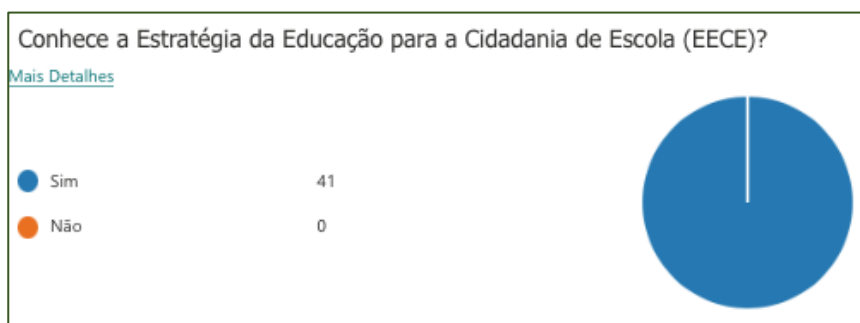 Conhece a Estratégia da Educação para a Cidadania de Escola (EECE)?
Mais Detalhes
Sim 41
Não 0